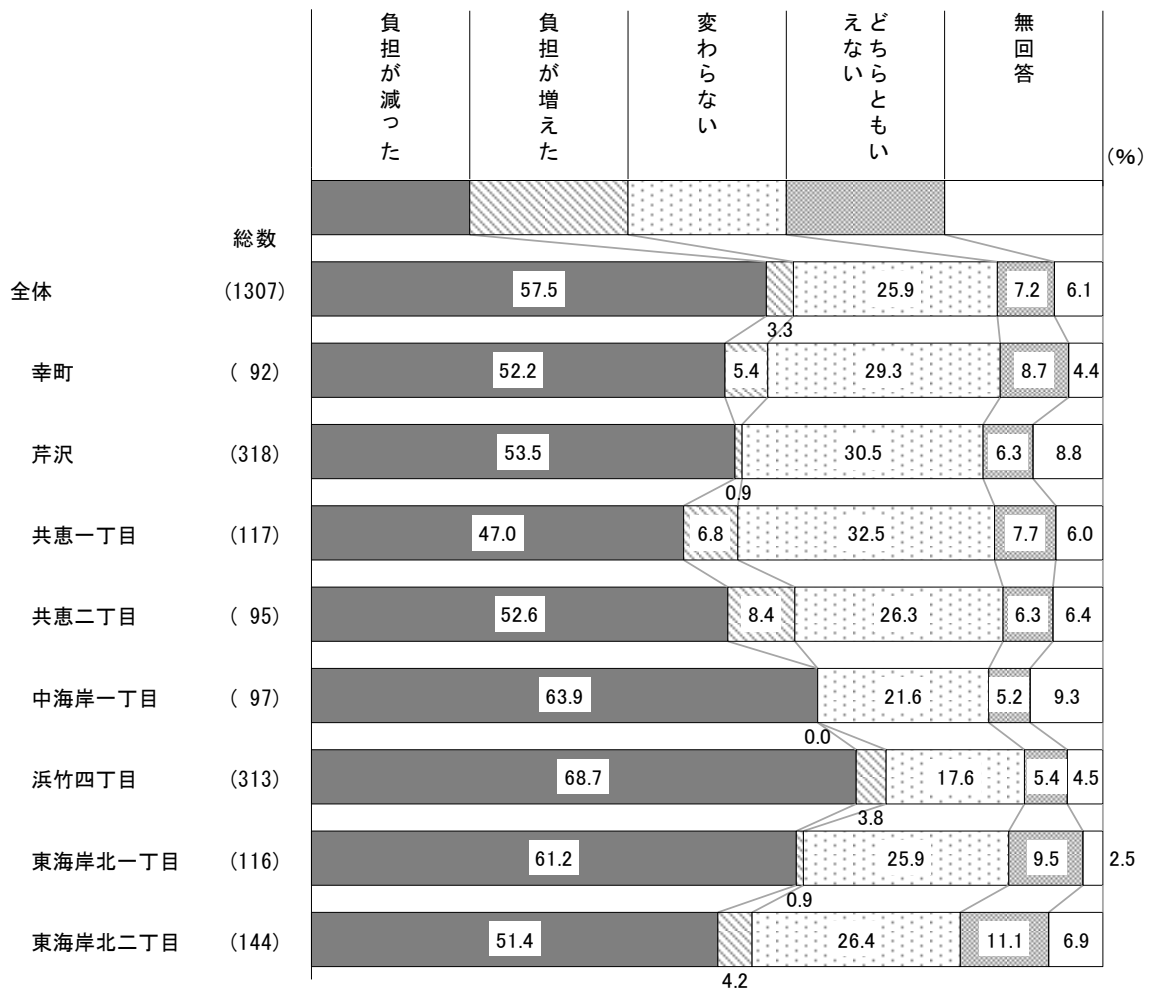 負担が減った
負担が増えた
変わらない
どちらともい
えない
無回答
(%)
総数
全体 (1307) 57.5 3.3 25.9 7.2 6.1
幸町 ( 92) 52.2 5.4 29.3 8.7 4.4
芹沢 (318) 53.5 0.9 30.5 6.3 8.8
共恵一丁目 (117) 47.0 6.8 32.5 7.7 6.0
共恵二丁目 ( 95) 52.6 8.4 26.3 6.3 6.4
中海岸一丁目 ( 97) 63.9 0.0 21.6 5.2 9.3
浜竹四丁目 (313) 68.7 3.8 17.6 5.4 4.5
東海岸北一丁目 (116) 61.2 0.9 25.9 9.5 2.5
東海岸北二丁目 (144) 51.4 4.2 26.4 11.1 6.9